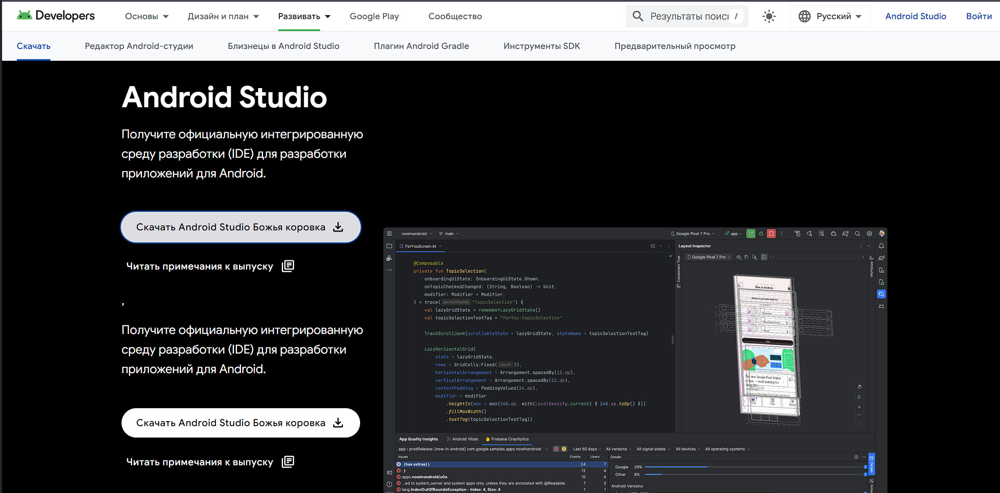 Developers
Основы
Дизайн и план
Развивать
Google Play
Сообщество
Результаты поиск /
Русский
Android Studio
Войти
Скачать
Редактор Android-студии
Близнецы в Android Studio
Плагин Android Gradle
Инструменты SDK
Предварительный просмотр
Android Studio
Получите официальную интегрированную
среду разработки (IDE) для разработки
приложений для Android.
Скачать Android Studio Божья коровка
Читать примечания к выпуску
,
Получите официальную интегрированную
среду разработки (IDE) для разработки
приложений для Android.
Скачать Android Studio Божья коровка
Читать примечания к выпуску
nowinandroid
main
Google Pixel 7 Pro
app
ForYouScreen.kt
@Composable
private fun TopicSelection(
onboardingUiState: OnboardingUiState.Shown,
onTopicCheckedChanged: (String, Boolean) -> Unit,
modifier: Modifier = Modifier,
) = trace( sectionName: "TopicSelection") {
val lazyGridState = rememberLazyGridState()
val topicSelectionTestTag = "forYou:topicSelection"
TrackScrollJank(scrollableState = lazyGridState, stateName = topicSelectionTestTag)
LazyHorizontalGrid(
state = lazyGridState,
rows = GridCells.Fixed( count: 3),
horizontalArrangement = Arrangement.spacedBy(12.dp),
verticalArrangement = Arrangement.spacedBy(12.dp),
contentPadding = PaddingValues(24.dp),
modifier = modifier
.heightIn(max = max(240.dp, with(LocalDensity.current) { 240.sp.toDp() }))
.fillMaxWidth()
.testTag(topicSelectionTestTag))
Layout Inspector
Google Pixel 7 Pro
Component Tree
Attributes
Now in Android
What are you interested in?
Done
The new Google Pixel Watch
is here — start building for
Wear OS!
App Quality Insights
Android Vitals
Firebase Crashlytics
app › prodRelease: [now-in-android] com.google.samples.apps.nowinandroid
Last 60 days
All versions
All signal states
All devices
All operating systems
Issues
Events
Users
. (has extras) }
24
7
. }
12
4
apps.nowinandroid/u0a
10
4
...ed to system_server and system apps only, unless they are annotated with @Readable.
7
3
lang.IndexOutOfBoundsException - Index: 4, Size: 4
1
1
Details
Google 29%
Other 8%
Android Versions
Details
Notes